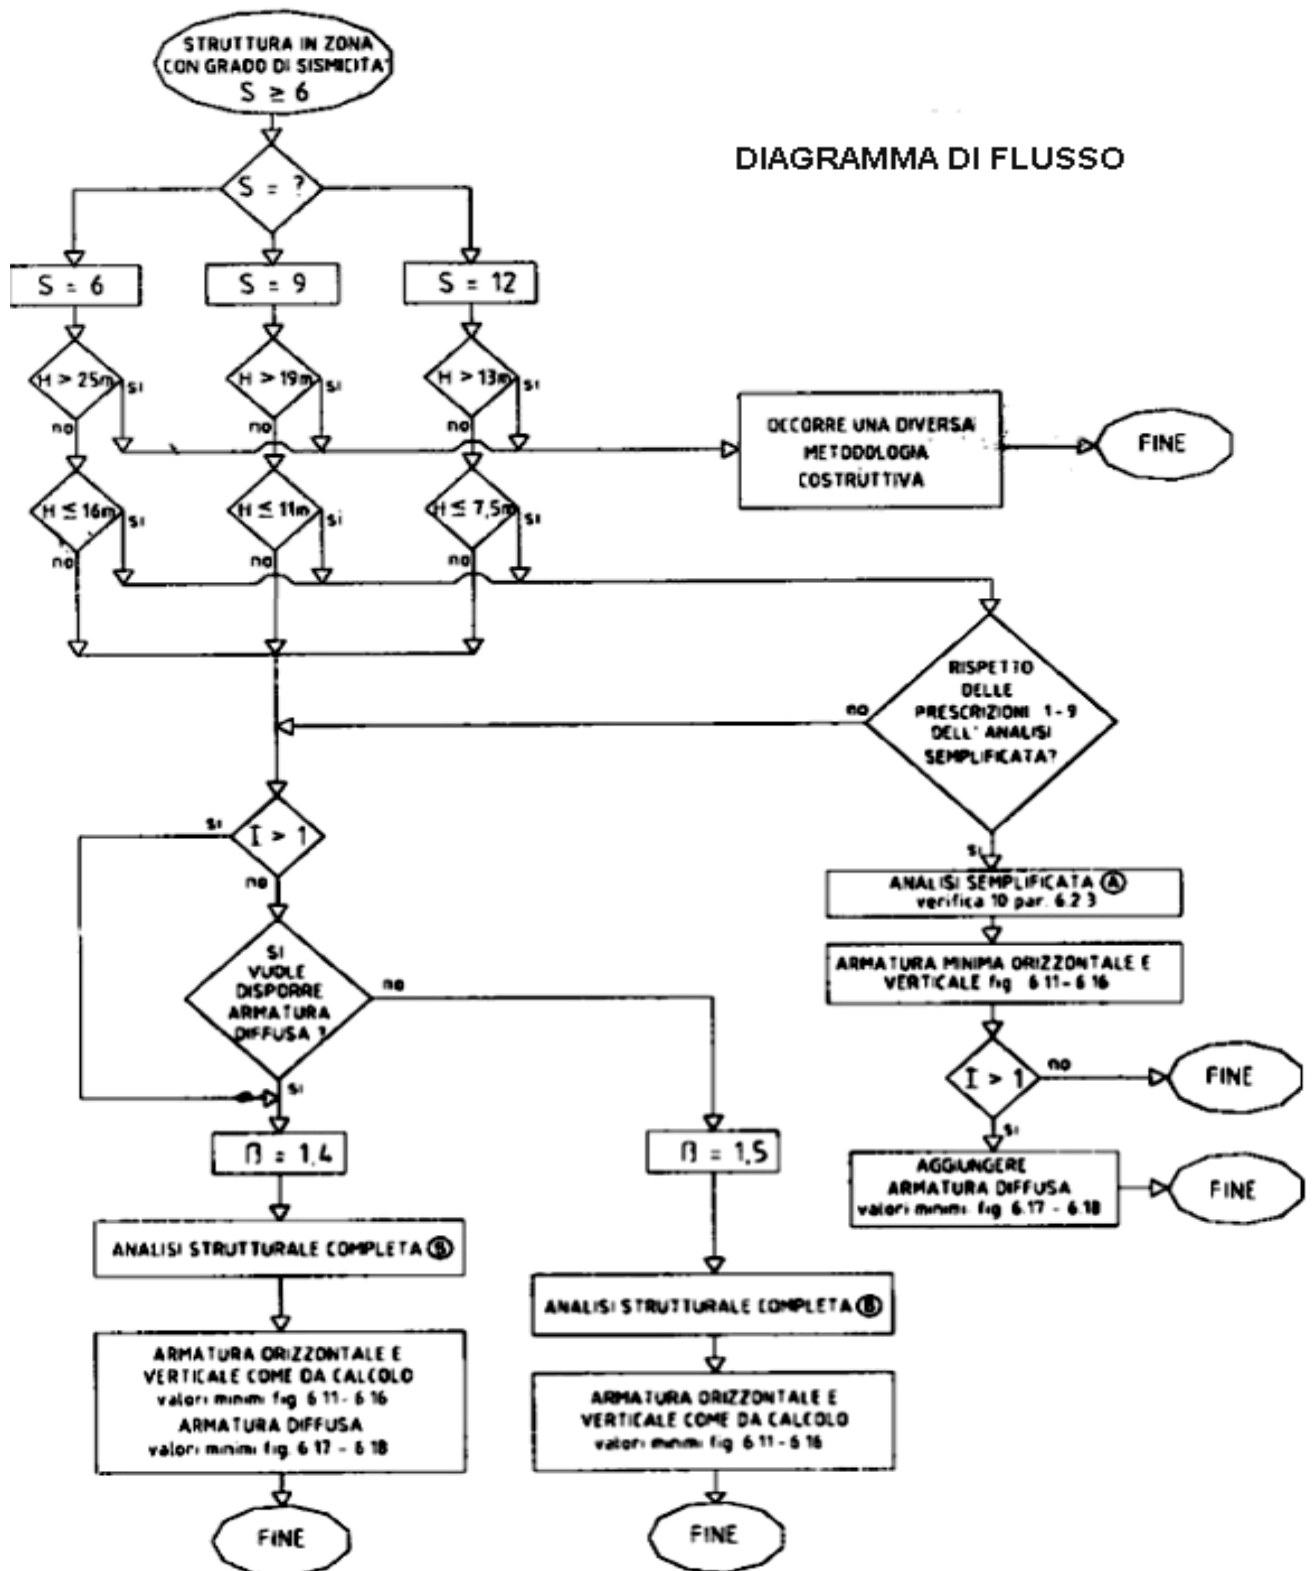 STRUTTURA IN ZONA
CON GRADO DI SISMICITA'
S ≥ 6
DIAGRAMMA DI FLUSSO
S = ?
S = 6
S = 9
S = 12
H > 25m
si
no
H > 19m
si
no
H > 13m
si
no
OCCORRE UNA DIVERSA
METODOLOGIA
COSTRUTTIVA
FINE
H ≤ 16m
si
no
H ≤ 11m
si
no
H ≤ 7,5m
si
no
RISPETTO
DELLE
PRESCRIZIONI 1-9
DELL' ANALISI
SEMPLIFICATA?
no
si
I > 1
si
no
SI
VUOLE
DISPORRE
ARMATURA
DIFFUSA ?
no
si
ANALISI SEMPLIFICATA Ⓐ
verifica 10 par. 6.2.3
ARMATURA MINIMA ORIZZONTALE E
VERTICALE fig 6.11-6.16
I > 1
no
FINE
si
AGGIUNGERE
ARMATURA DIFFUSA
valori minimi fig. 6.17 - 6.18
FINE
β = 1,4
β = 1,5
ANALISI STRUTTURALE COMPLETA
ANALISI STRUTTURALE COMPLETA Ⓑ
ARMATURA ORIZZONTALE E
VERTICALE COME DA CALCOLO
valori minimi fig 6.11-6.16
ARMATURA DIFFUSA
valori minimi fig. 6.17 - 6.18
ARMATURA ORIZZONTALE E
VERTICALE COME DA CALCOLO
valori minimi fig 6.11-6.16
FINE
FINE